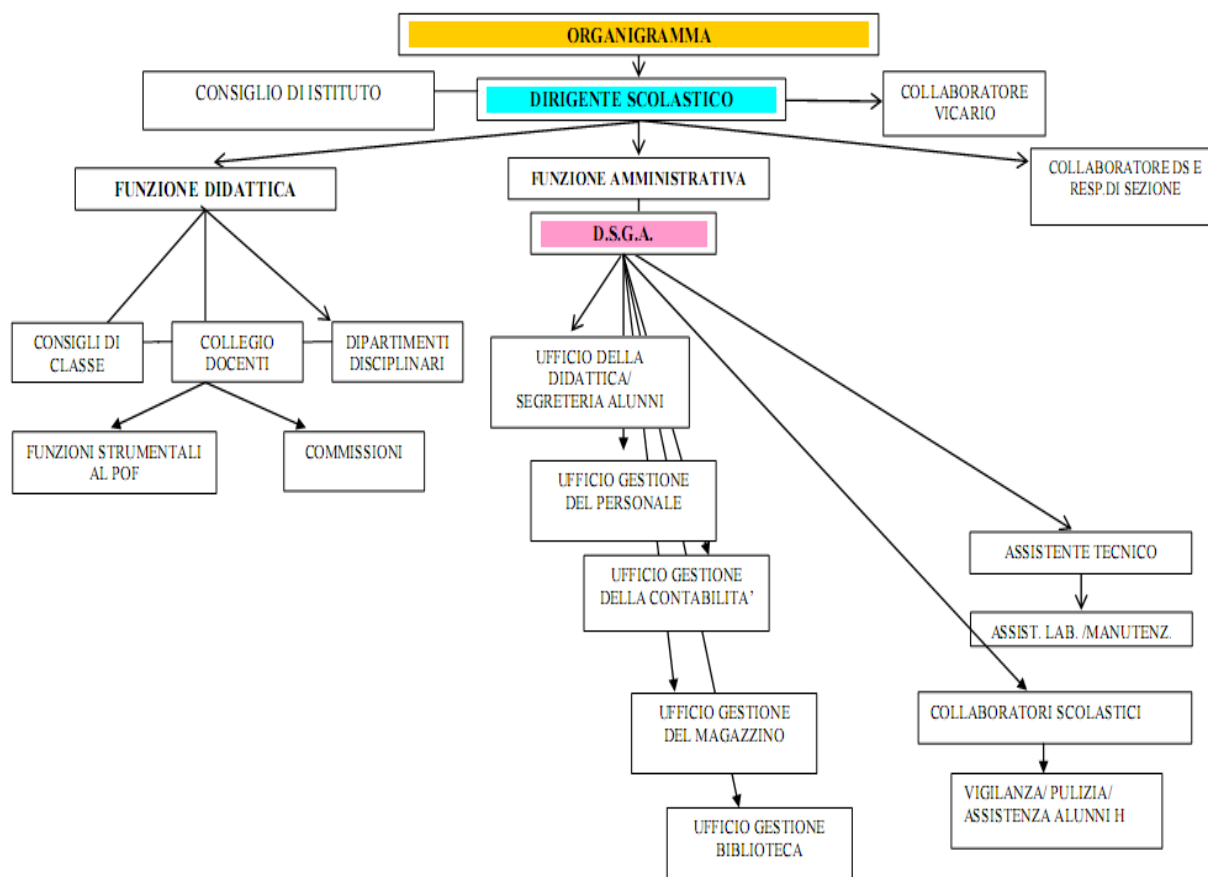 ORGANIGRAMMA
CONSIGLIO DI ISTITUTO
DIRIGENTE SCOLASTICO
COLLABORATORE
VICARIO
FUNZIONE DIDATTICA
FUNZIONE AMMINISTRATIVA
COLLABORATORE DS E
RESP.DI SEZIONE
D.S.G.A.
CONSIGLI DI
CLASSE
COLLEGIO
DOCENTI
DIPARTIMENTI
DISCIPLINARI
UFFICIO DELLA
DIDATTICA/
SEGRETERIA ALUNNI
FUNZIONI STRUMENTALI
AL POF
COMMISSIONI
UFFICIO GESTIONE
DEL PERSONALE
ASSISTENTE TECNICO
UFFICIO GESTIONE
DELLA CONTABILITA’
ASSIST. LAB. /MANUTENZ.
UFFICIO GESTIONE
DEL MAGAZZINO
COLLABORATORI SCOLASTICI
VIGILANZA/ PULIZIA/
ASSISTENZA ALUNNI H
UFFICIO GESTIONE
BIBLIOTECA